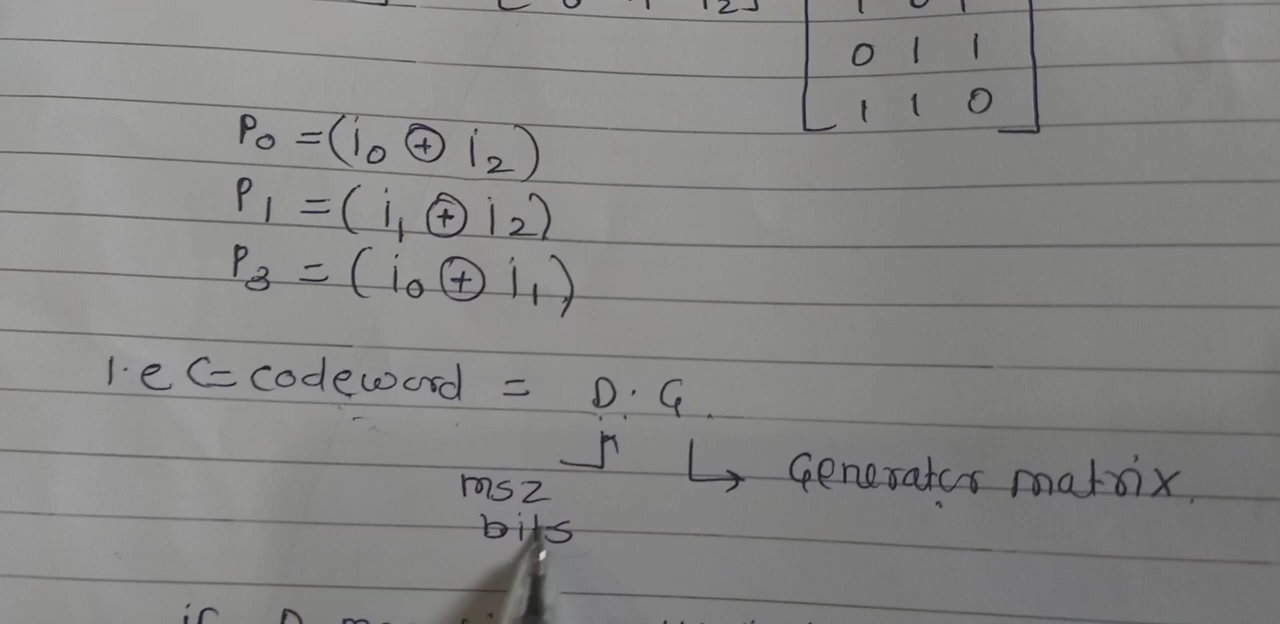 0 1 1
1 1 0
P0 = (i0 ⊕ i2)
P1 = (i1 ⊕ i2)
P3 = (i0 ⊕ i1)
i.e C = codeword = D . G
Generator matrix
msz
bits